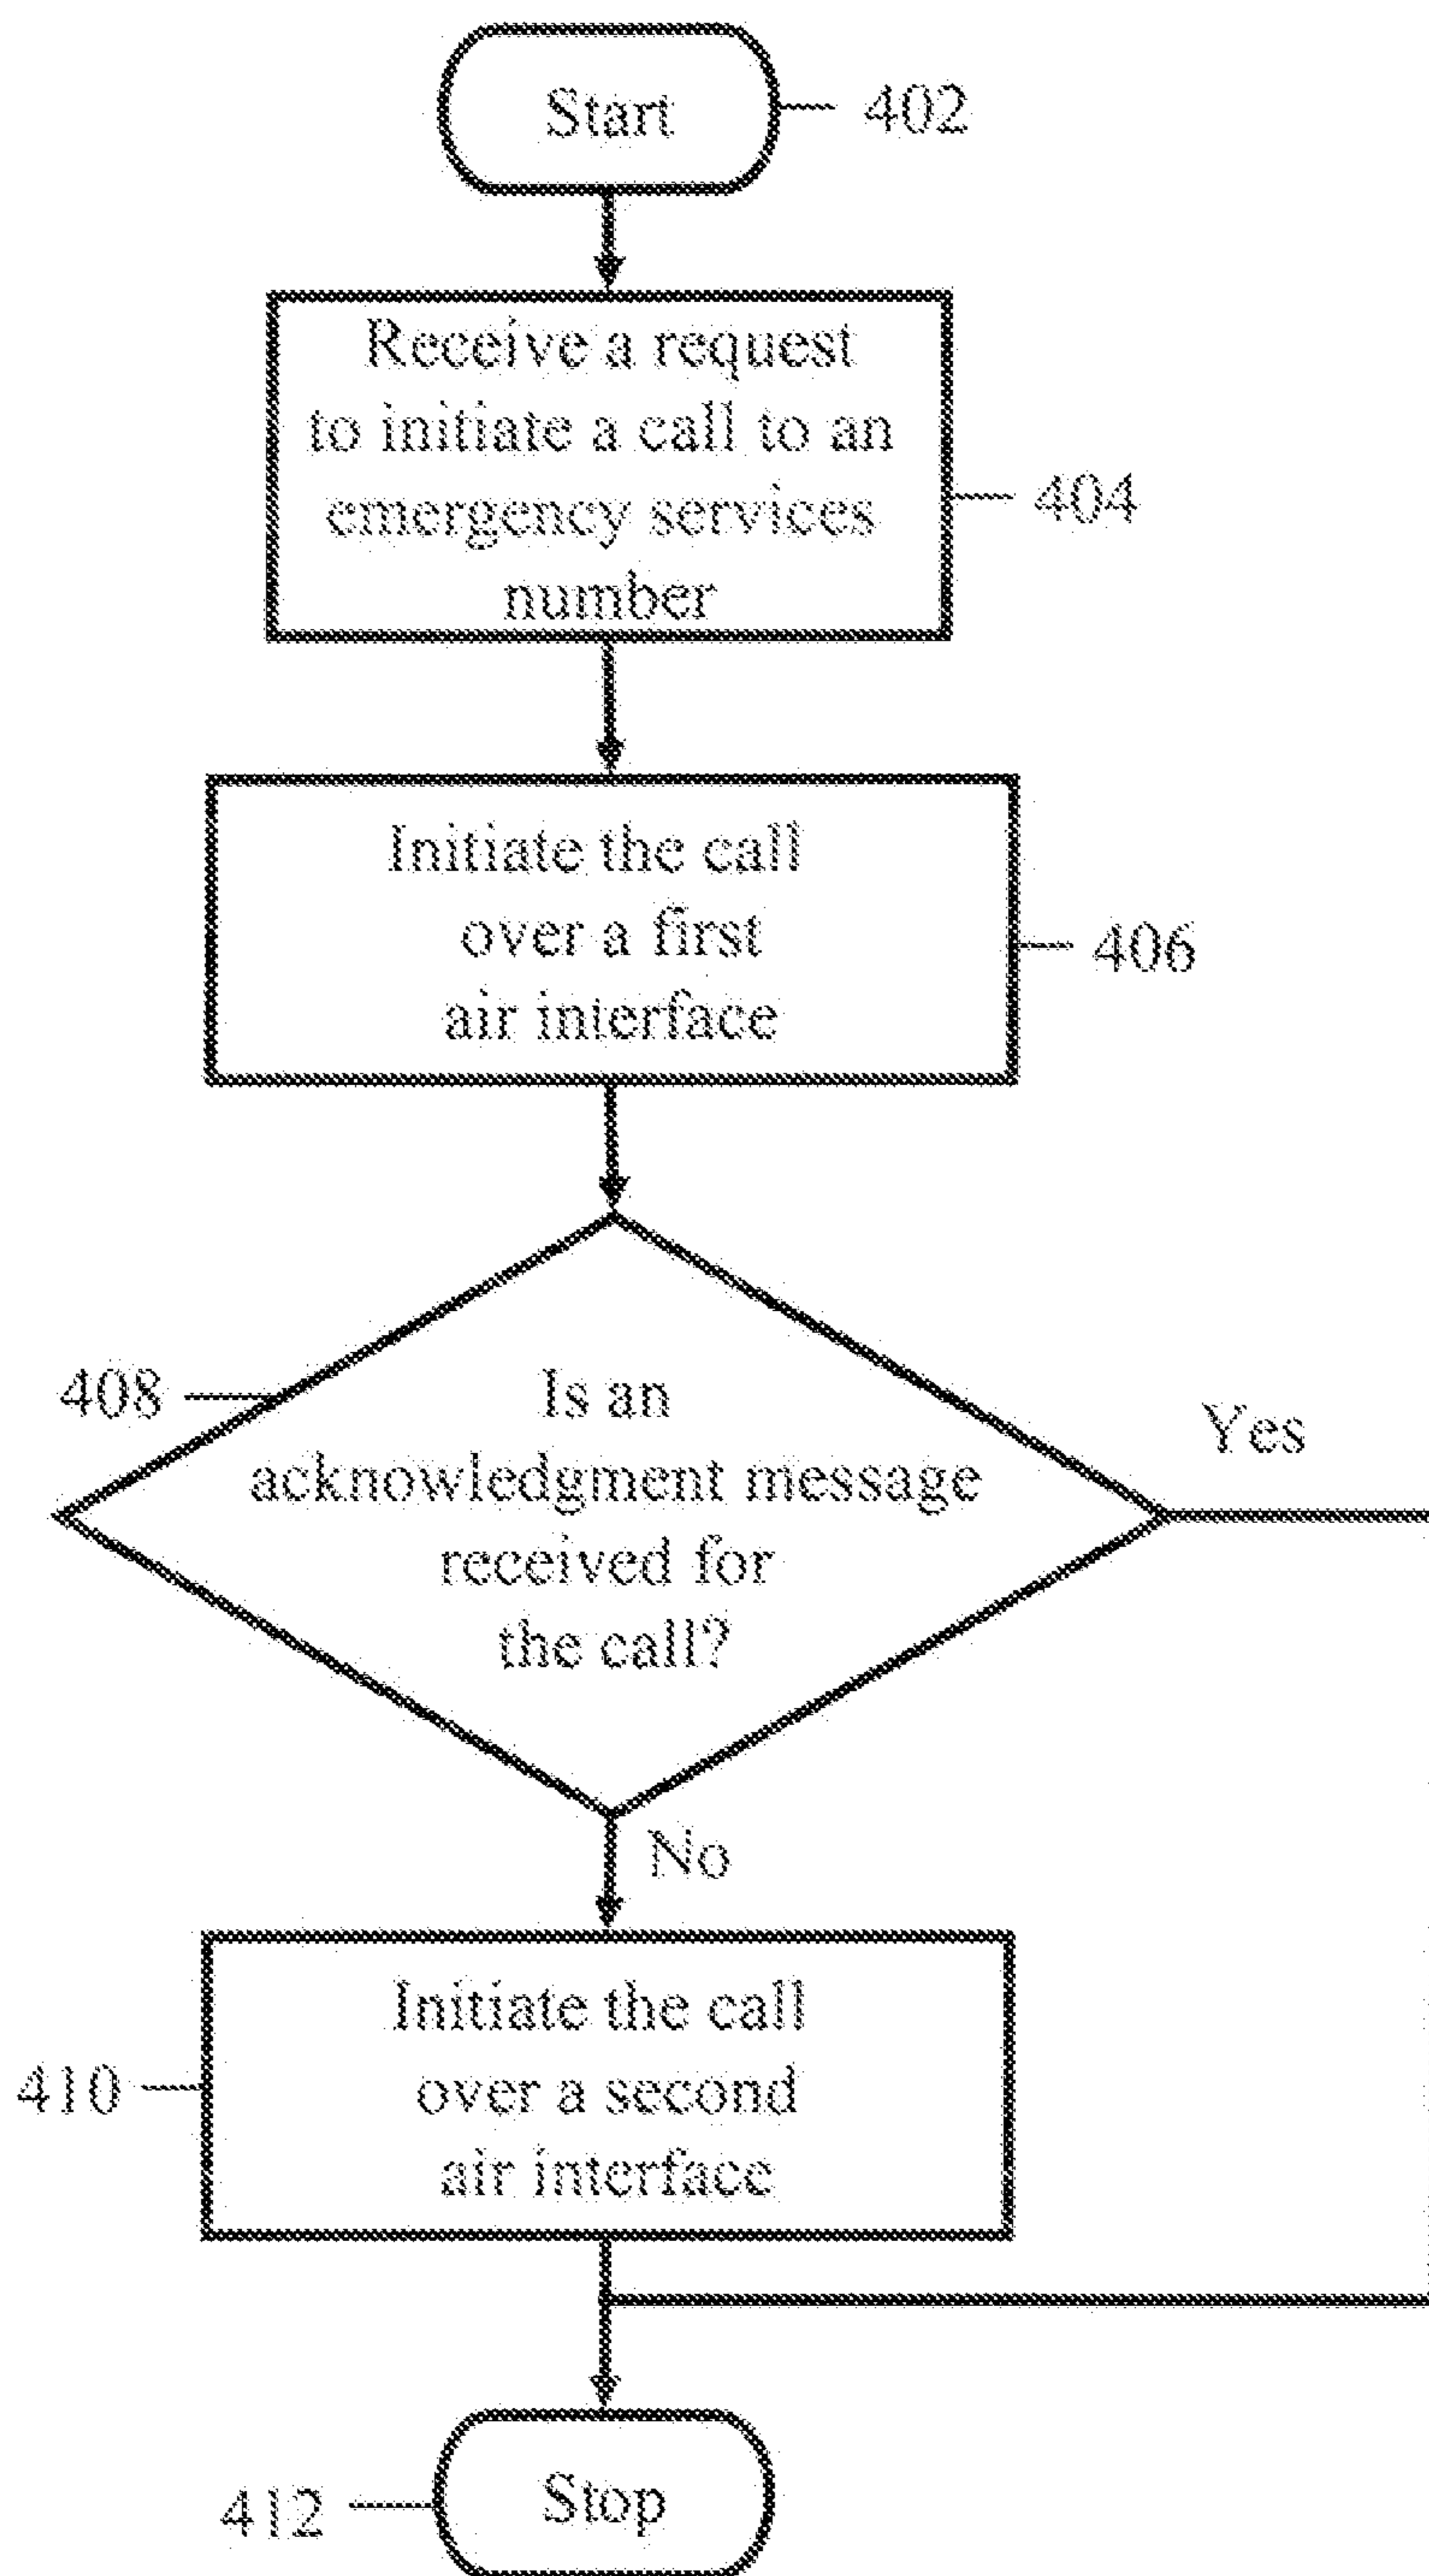 Start
402
Receive a request
to initiate a call to an
emergency services
number
404
Initiate the call
over a first
air interface
406
408
Is an
acknowledgment message
received for
the call?
Yes
No
Initiate the call
over a second
air interface
410
Stop
412